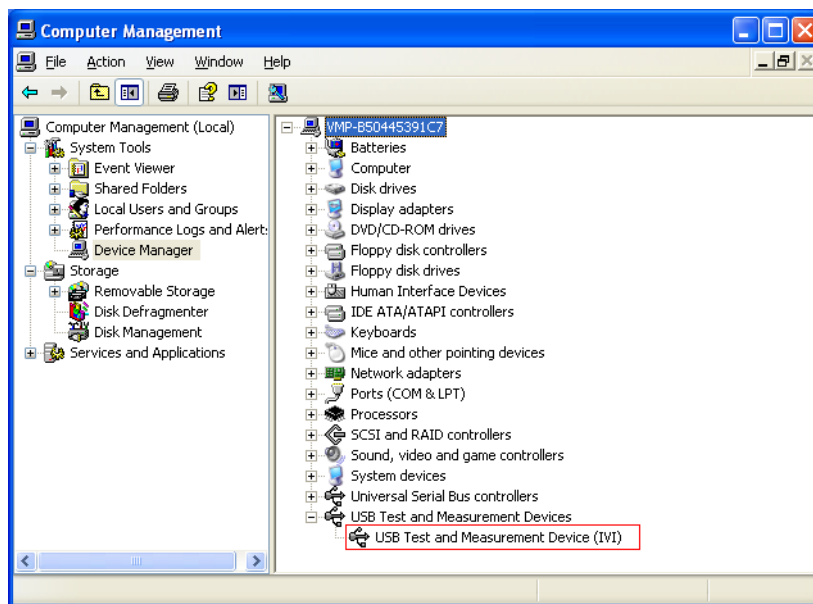 Computer Management
File Action View Window Help
Computer Management (Local)
System Tools
Event Viewer
Shared Folders
Local Users and Groups
Performance Logs and Alert
Device Manager
Storage
Removable Storage
Disk Defragmenter
Disk Management
Services and Applications
VMP-B50445391C7
Batteries
Computer
Disk drives
Display adapters
DVD/CD-ROM drives
Floppy disk controllers
Floppy disk drives
Human Interface Devices
IDE ATA/ATAPI controllers
Keyboards
Mice and other pointing devices
Network adapters
Ports (COM & LPT)
Processors
SCSI and RAID controllers
Sound, video and game controllers
System devices
Universal Serial Bus controllers
USB Test and Measurement Devices
USB Test and Measurement Device (IVI)